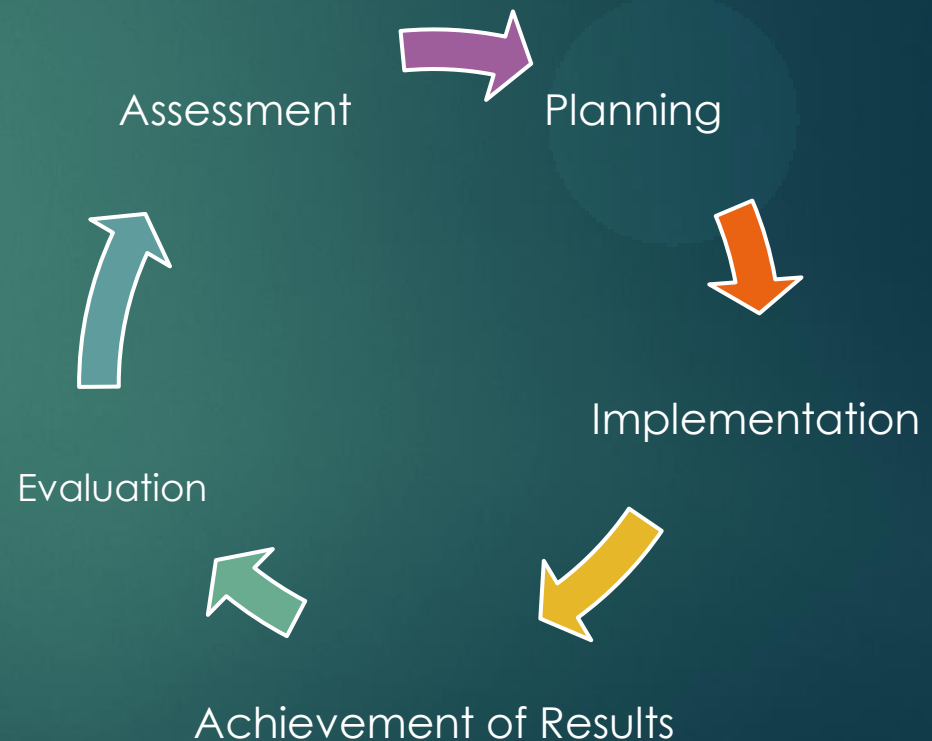 Assessment
Planning
Implementation
Achievement of Results
Evaluation